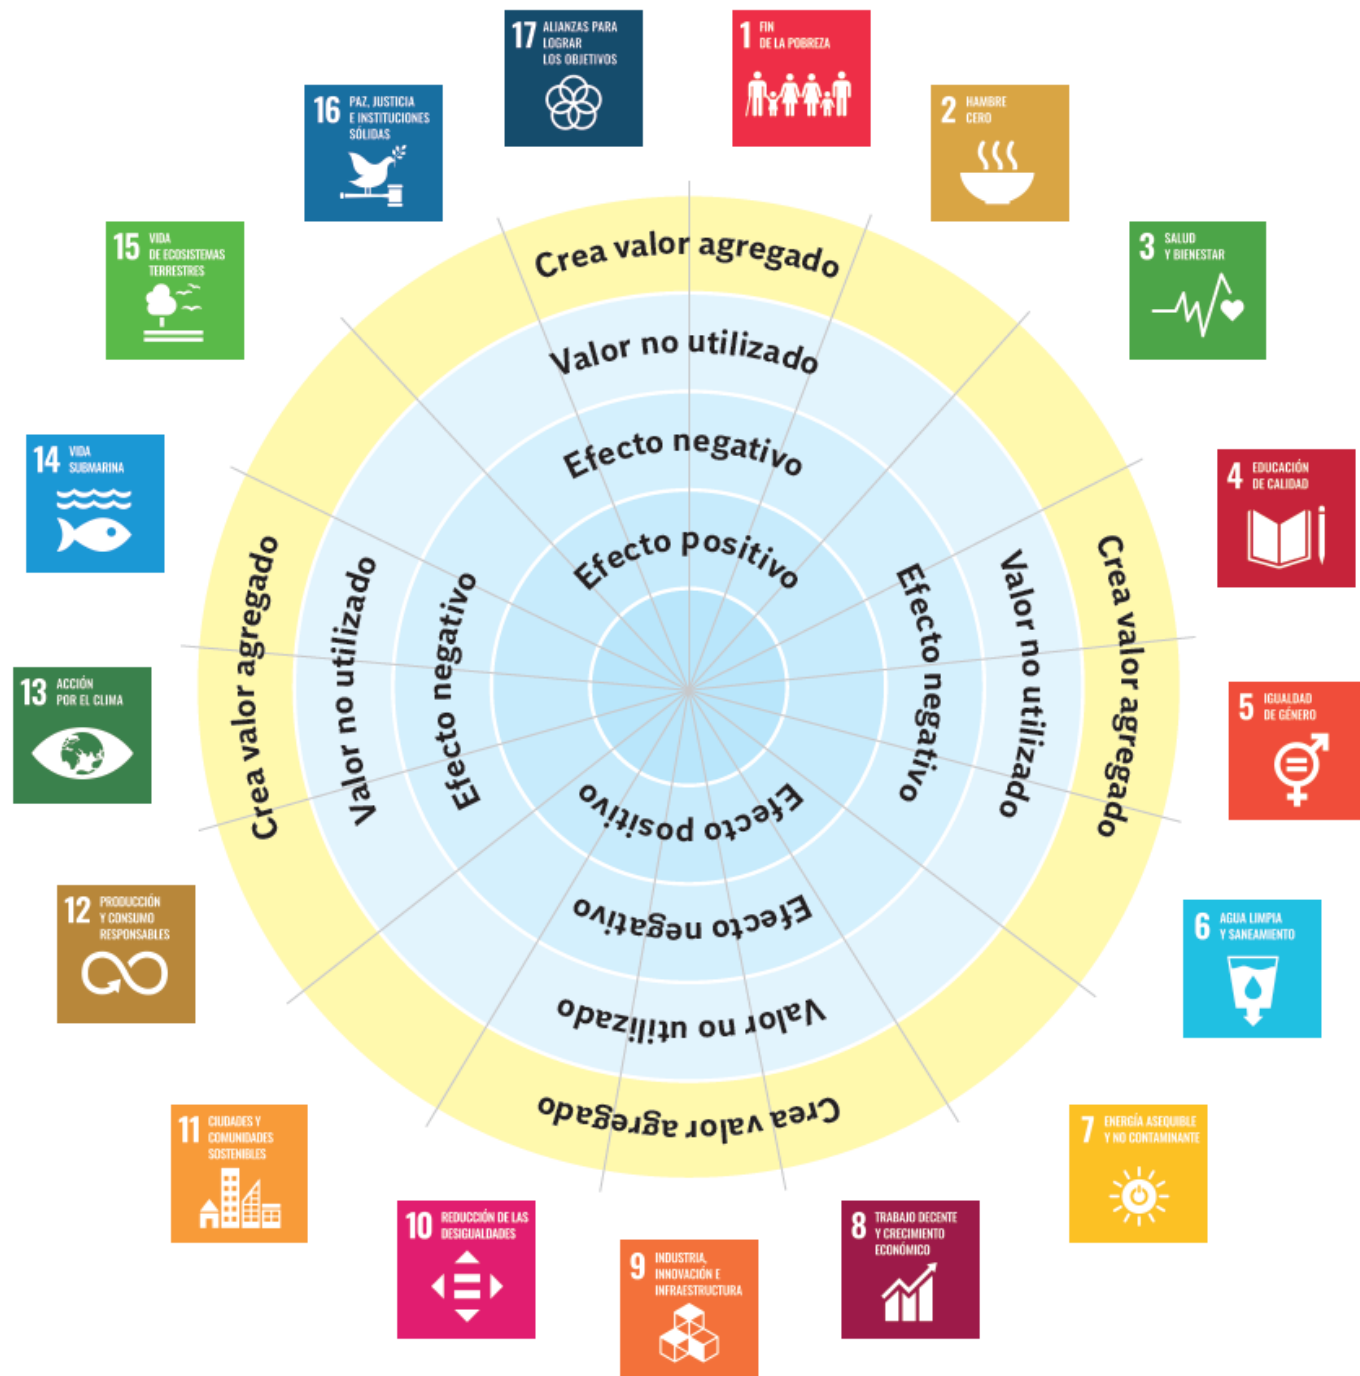 17 ALIANZAS PARA
LOGRAR
LOS OBJETIVOS
1 FIN
DE LA POBREZA
2 HAMBRE
CERO
3 SALUD
Y BIENESTAR
4 EDUCACIÓN
DE CALIDAD
5 IGUALDAD
DE GÉNERO
6 AGUA LIMPIA
Y SANEAMIENTO
7 ENERGÍA ASEQUIBLE
Y NO CONTAMINANTE
8 TRABAJO DECENTE
Y CRECIMIENTO
ECONÓMICO
9 INDUSTRIA,
INNOVACIÓN E
INFRAESTRUCTURA
10 REDUCCIÓN DE LAS
DESIGUALDADES
11 CIUDADES Y
COMUNIDADES
SOSTENIBLES
12 PRODUCCIÓN
Y CONSUMO
RESPONSABLES
13 ACCIÓN
POR EL CLIMA
14 VIDA
SUBMARINA
15 VIDA
DE ECOSISTEMAS
TERRESTRES
16 PAZ, JUSTICIA
E INSTITUCIONES
SÓLIDAS
Crea valor agregado
Valor no utilizado
Efecto negativo
Efecto positivo
Crea valor agregado
Valor no utilizado
Efecto negativo
Efecto negativo
Valor no utilizado
Crea valor agregado
Efecto positivo
Efecto negativo
Valor no utilizado
Crea valor agregado